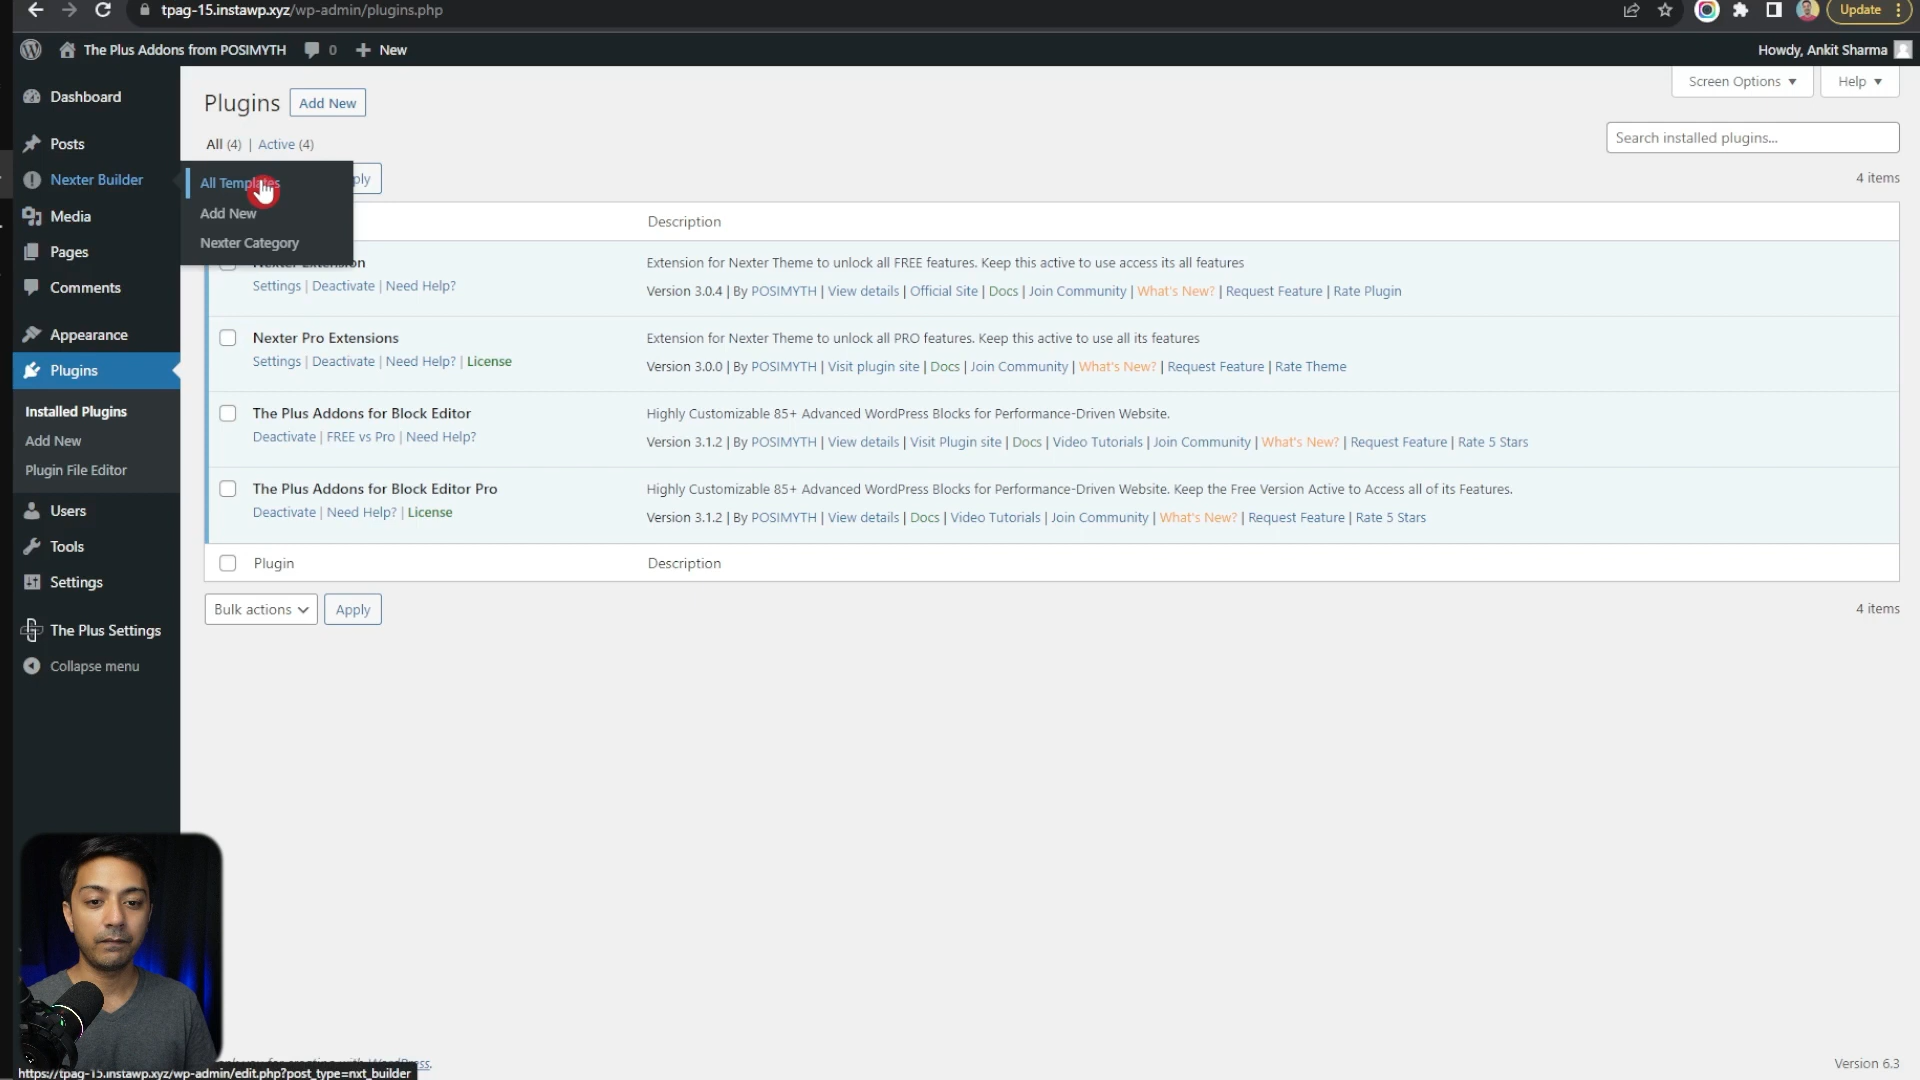 tpag-15.instawp.xyz/wp-admin/plugins.php
Update
The Plus Addons from POSIMYTH 0 New
Howdy, Ankit Sharma
Dashboard
Posts
Nexter Builder
Media
Pages
Comments
Appearance
Plugins
Installed Plugins
Add New
Plugin File Editor
Users
Tools
Settings
The Plus Settings
Collapse menu
All Templates
Add New
Nexter Category
Screen Options Help
Plugins Add New
All (4) | Active (4)
4 items
Search installed plugins...
Description
Nexter Extension
Settings | Deactivate | Need Help?
Extension for Nexter Theme to unlock all FREE features. Keep this active to use access its all features
Version 3.0.4 | By POSIMYTH | View details | Official Site | Docs | Join Community | What's New? | Request Feature | Rate Plugin
Nexter Pro Extensions
Settings | Deactivate | Need Help? | License
Extension for Nexter Theme to unlock all PRO features. Keep this active to use all its features
Version 3.0.0 | By POSIMYTH | Visit plugin site | Docs | Join Community | What's New? | Request Feature | Rate Theme
The Plus Addons for Block Editor
Deactivate | FREE vs Pro | Need Help?
Highly Customizable 85+ Advanced WordPress Blocks for Performance-Driven Website.
Version 3.1.2 | By POSIMYTH | View details | Visit Plugin site | Docs | Video Tutorials | Join Community | What's New? | Request Feature | Rate 5 Stars
The Plus Addons for Block Editor Pro
Deactivate | Need Help? | License
Highly Customizable 85+ Advanced WordPress Blocks for Performance-Driven Website. Keep the Free Version Active to Access all of its Features.
Version 3.1.2 | By POSIMYTH | View details | Docs | Video Tutorials | Join Community | What's New? | Request Feature | Rate 5 Stars
Plugin Description
Bulk actions Apply
4 items
Version 6.3
https://tpag-15.instawp.xyz/wp-admin/edit.php?post_type=nxt_builder